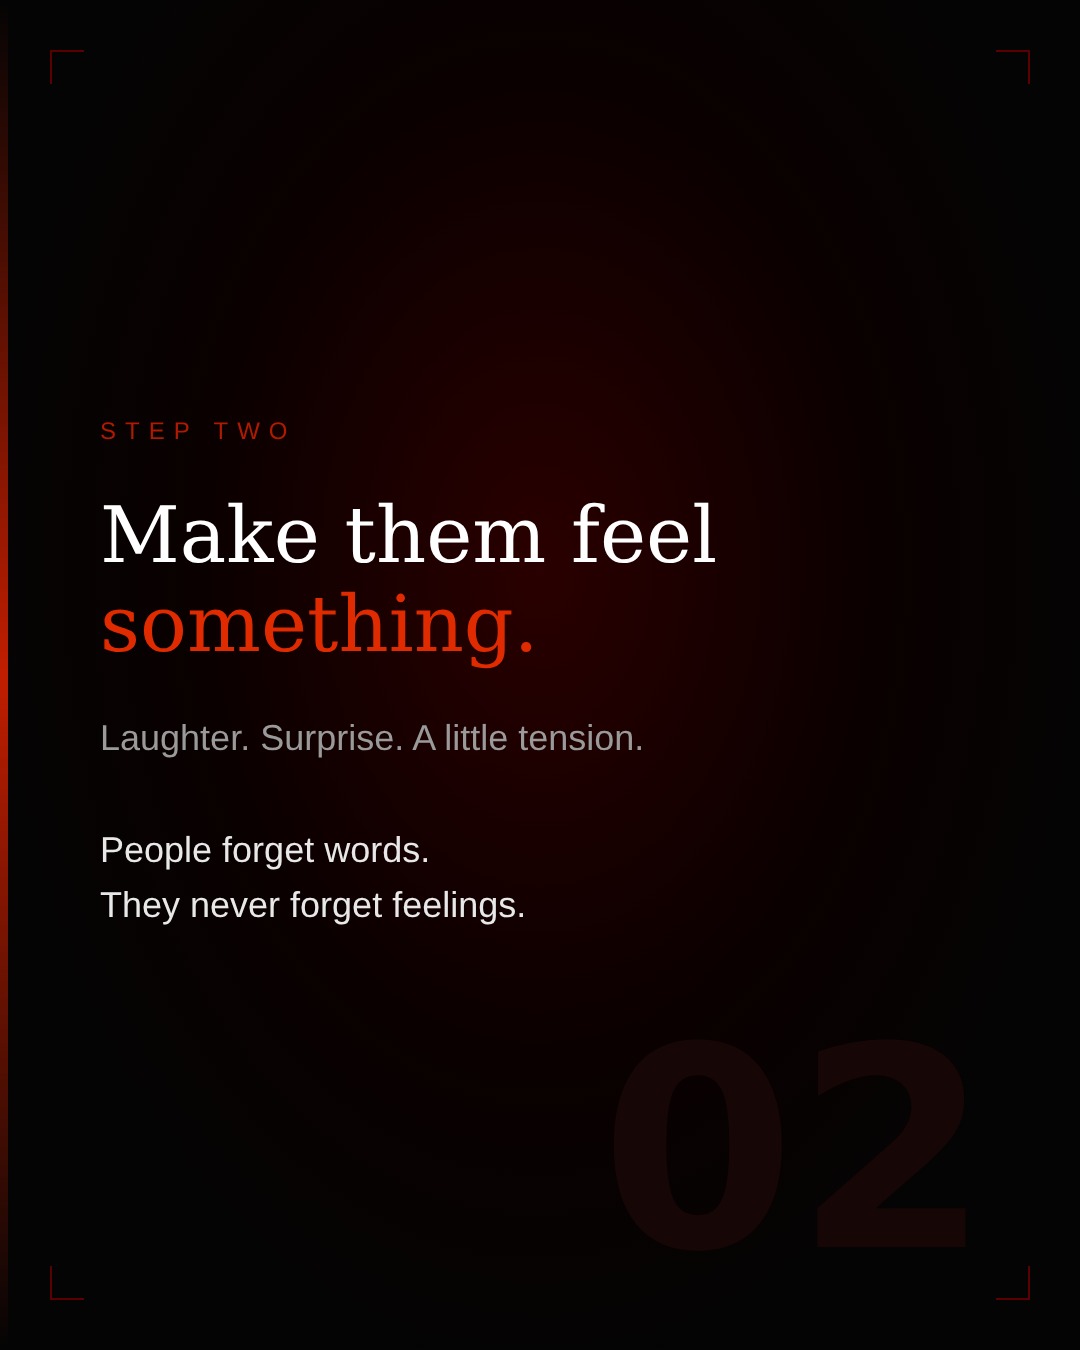 STEP TWO
Make them feel
something.
Laughter. Surprise. A little tension.
People forget words.
They never forget feelings.
02